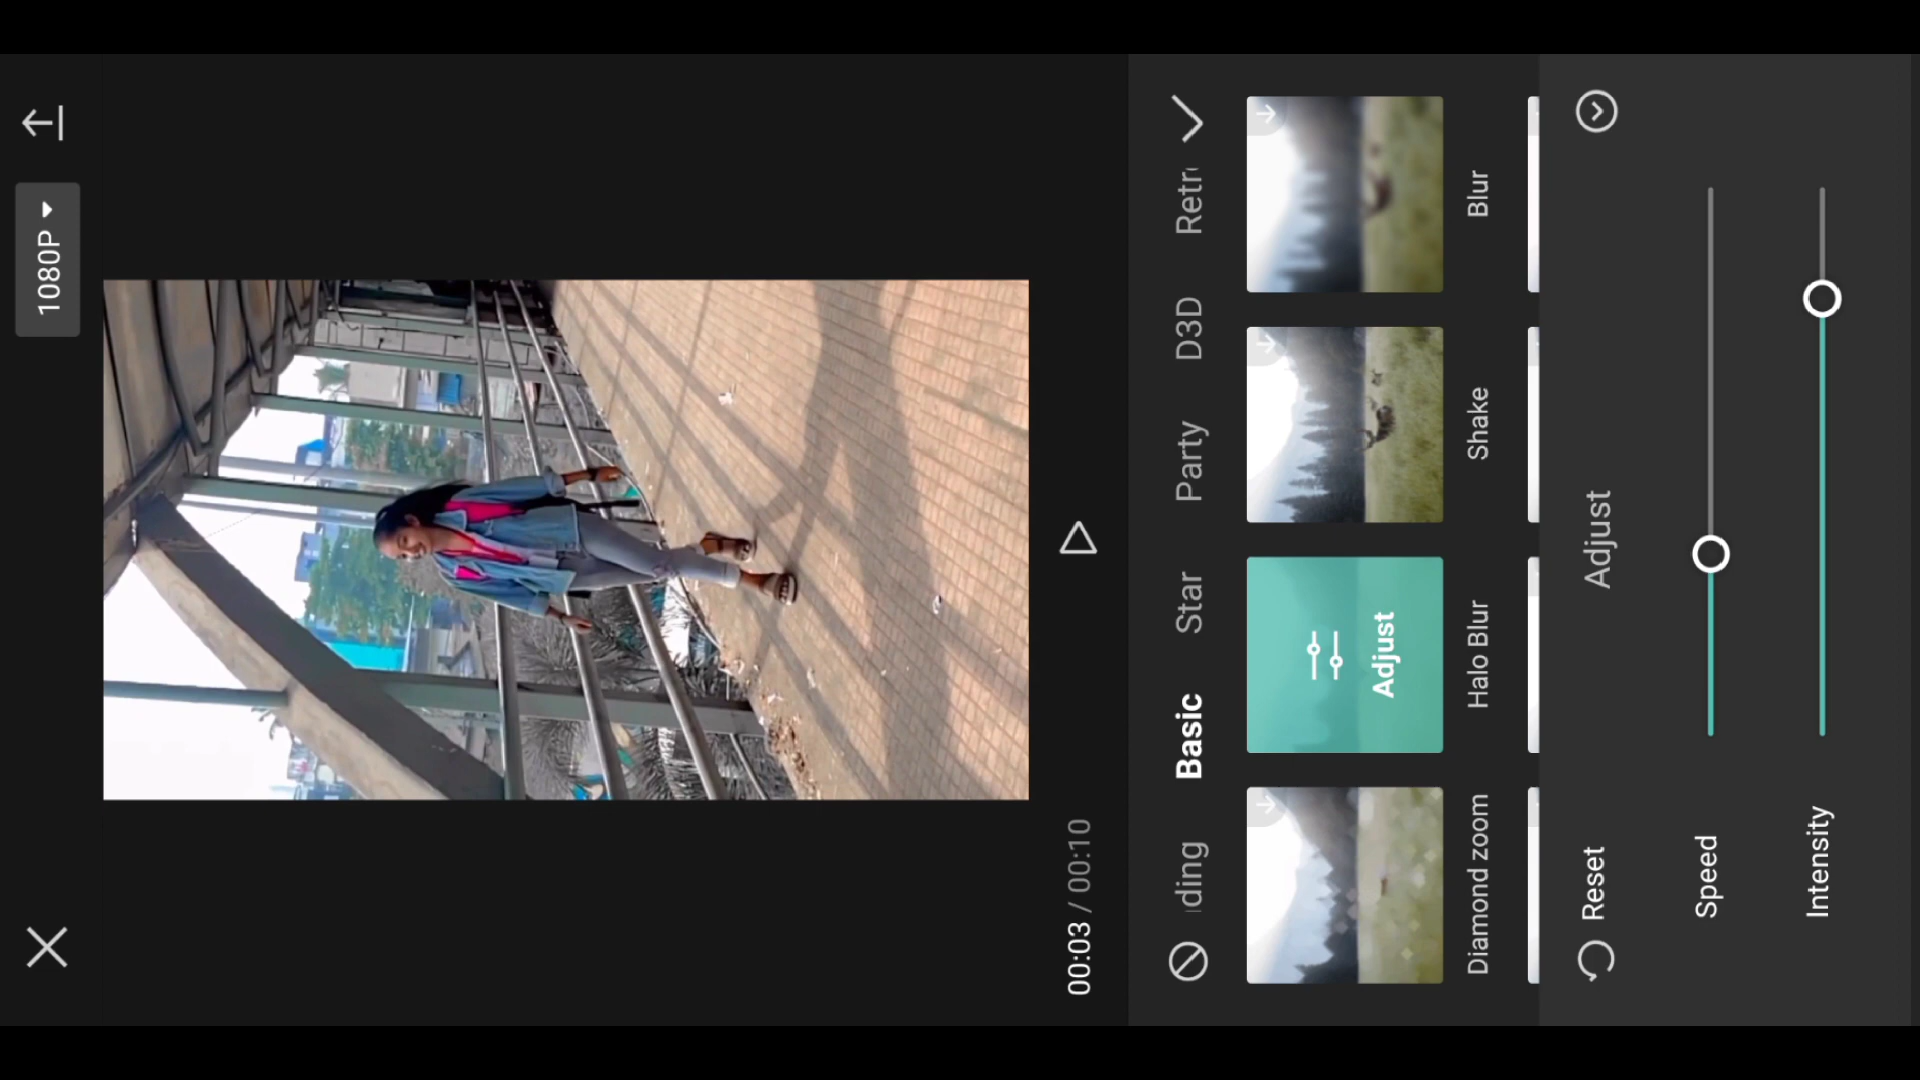 1080P
00:03 / 00:10
ding Basic Star Party D3D Retr
Adjust
Diamond zoom Halo Blur Shake Blur
Reset Adjust
Speed
Intensity